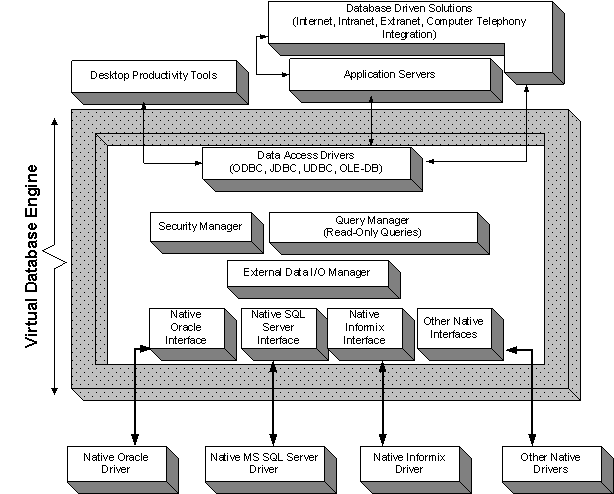 Database Driven Solutions
(Internet, Intranet, Extranet, Computer Telephony
Integration)
Desktop Productivity Tools
Application Servers
Data Access Drivers
(ODBC, JDBC, UDBC, OLE-DB)
Virtual Database Engine
Security Manager
Query Manager
(Read-Only Queries)
External Data I/O Manager
Native
Oracle
Interface
Native SQL
Server
Interface
Native
Informix
Interface
Other Native
Interfaces
Native Oracle
Driver
Native MS SQL Server
Driver
Native Informix
Driver
Other Native
Drivers